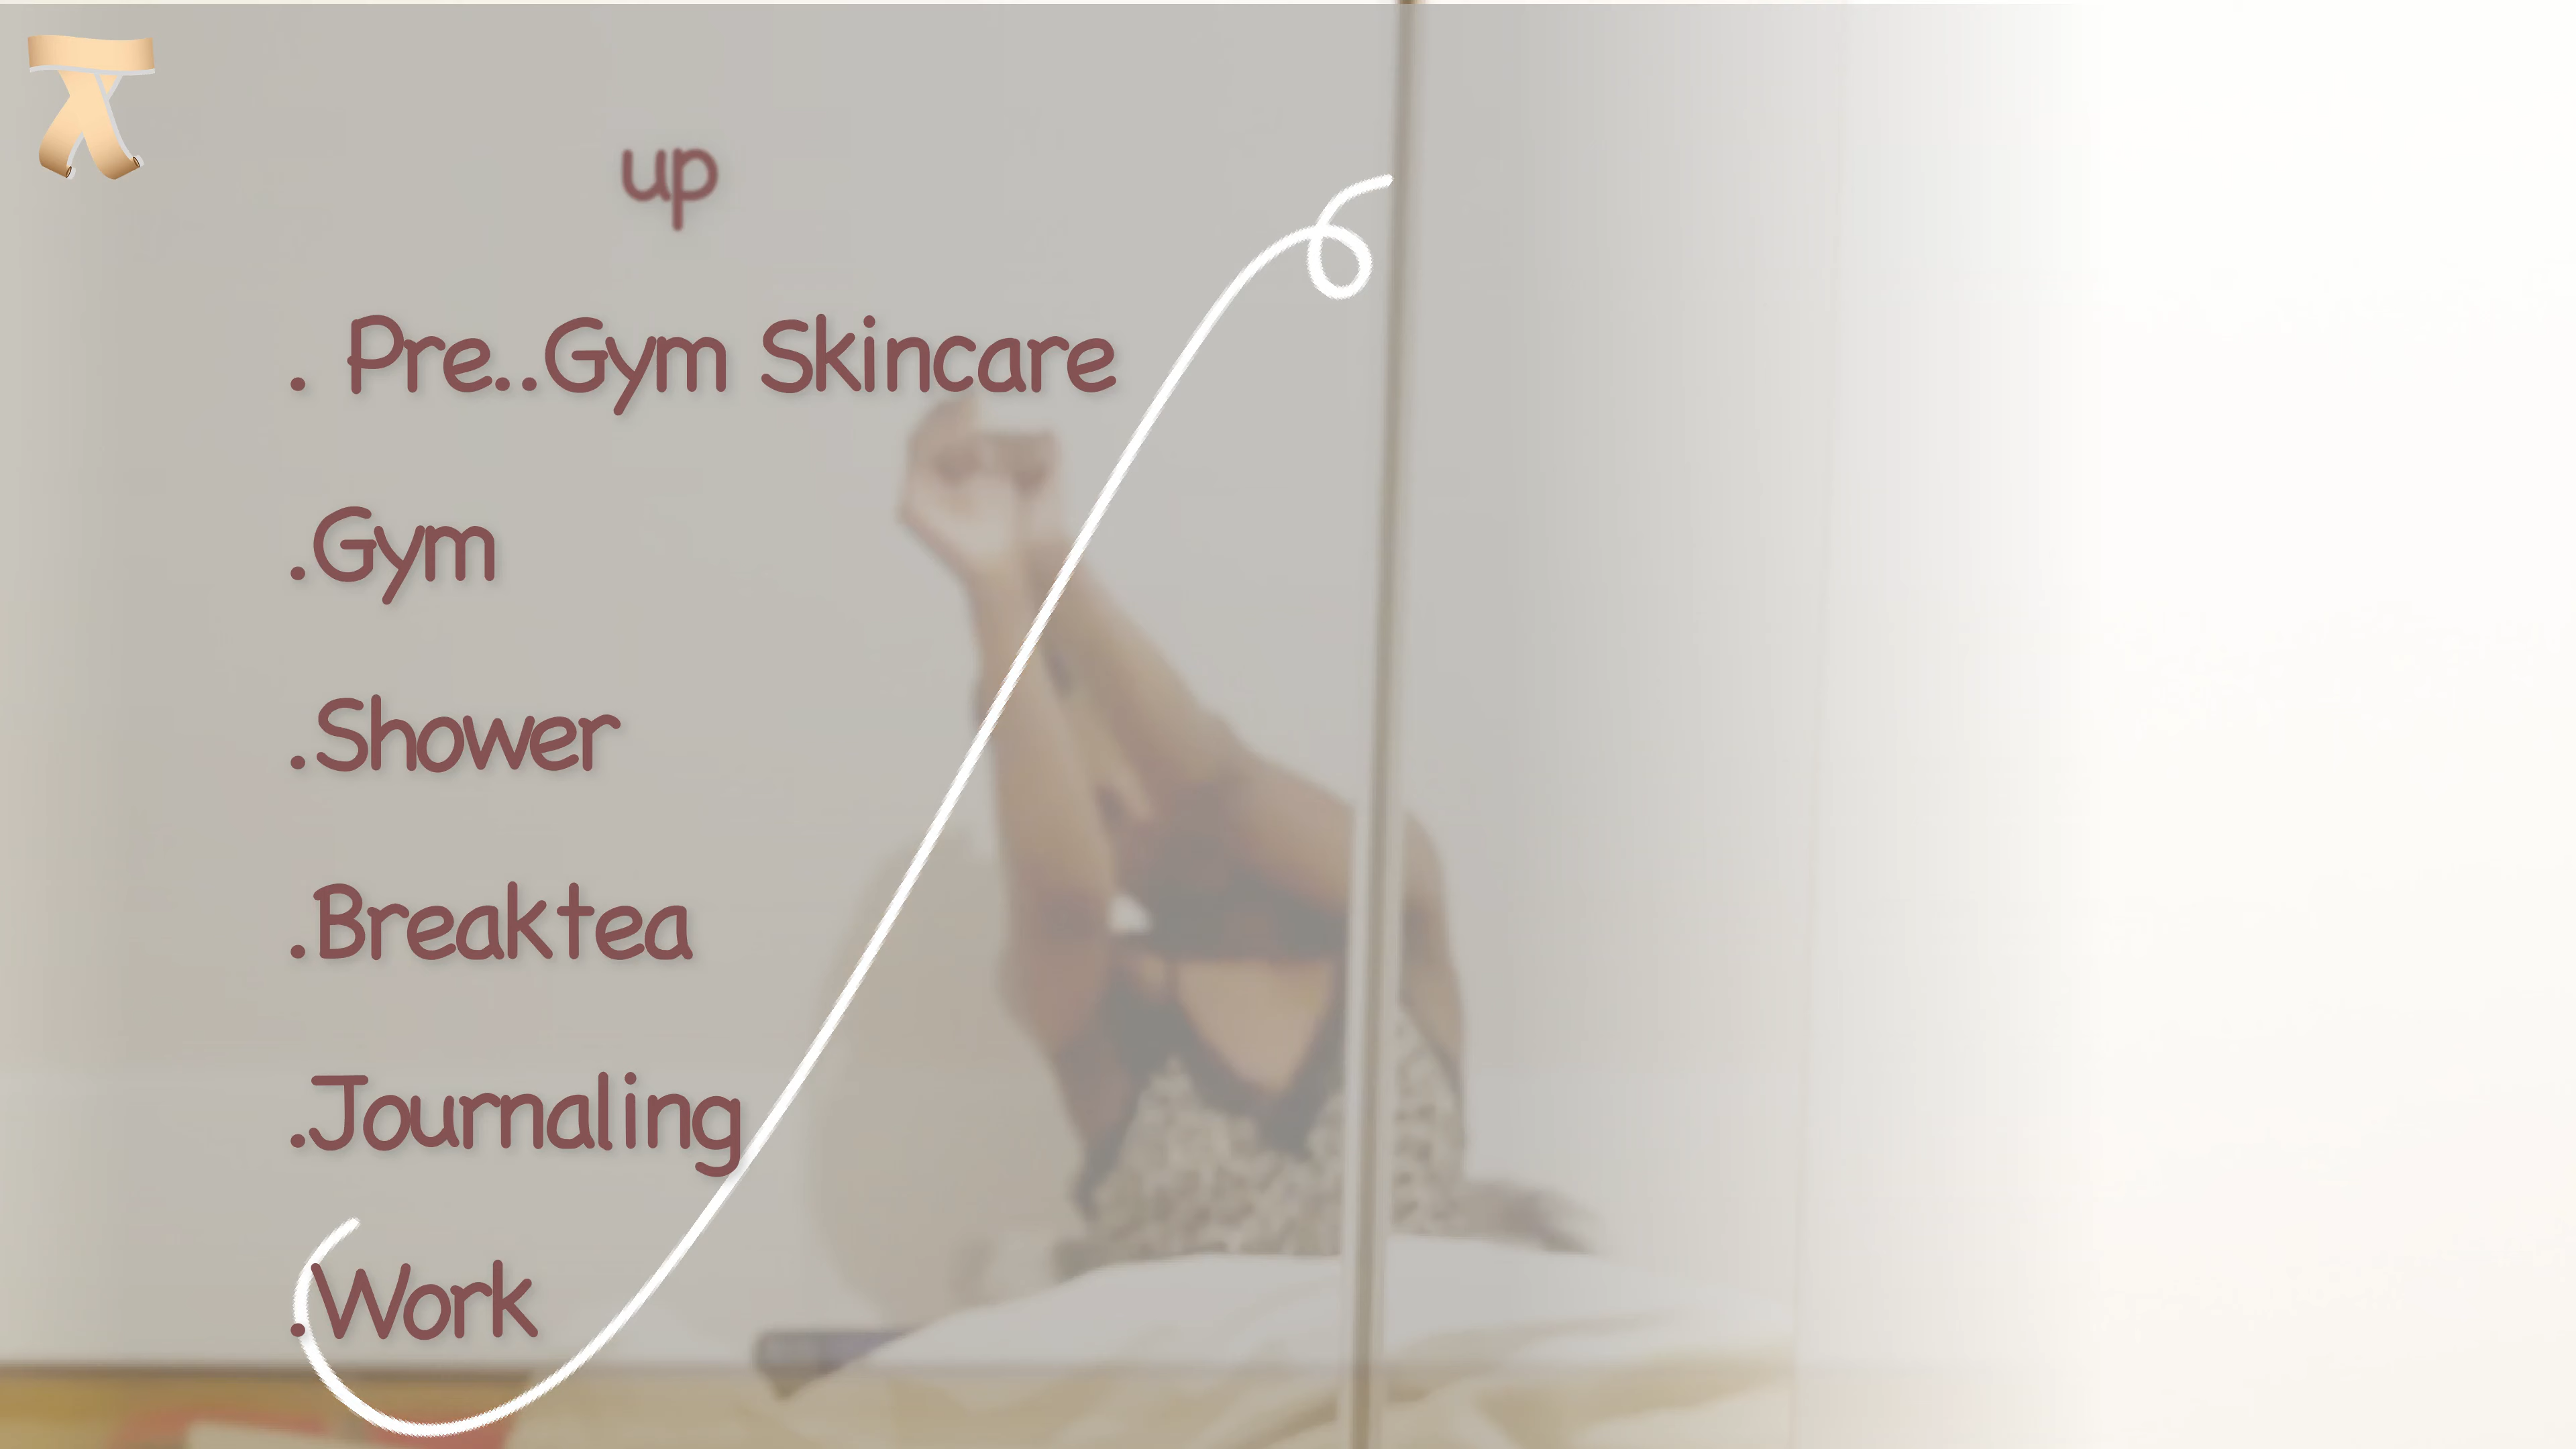 up
. Pre..Gym Skincare
.Gym
.Shower
.Breaktea
.Journaling
.Work